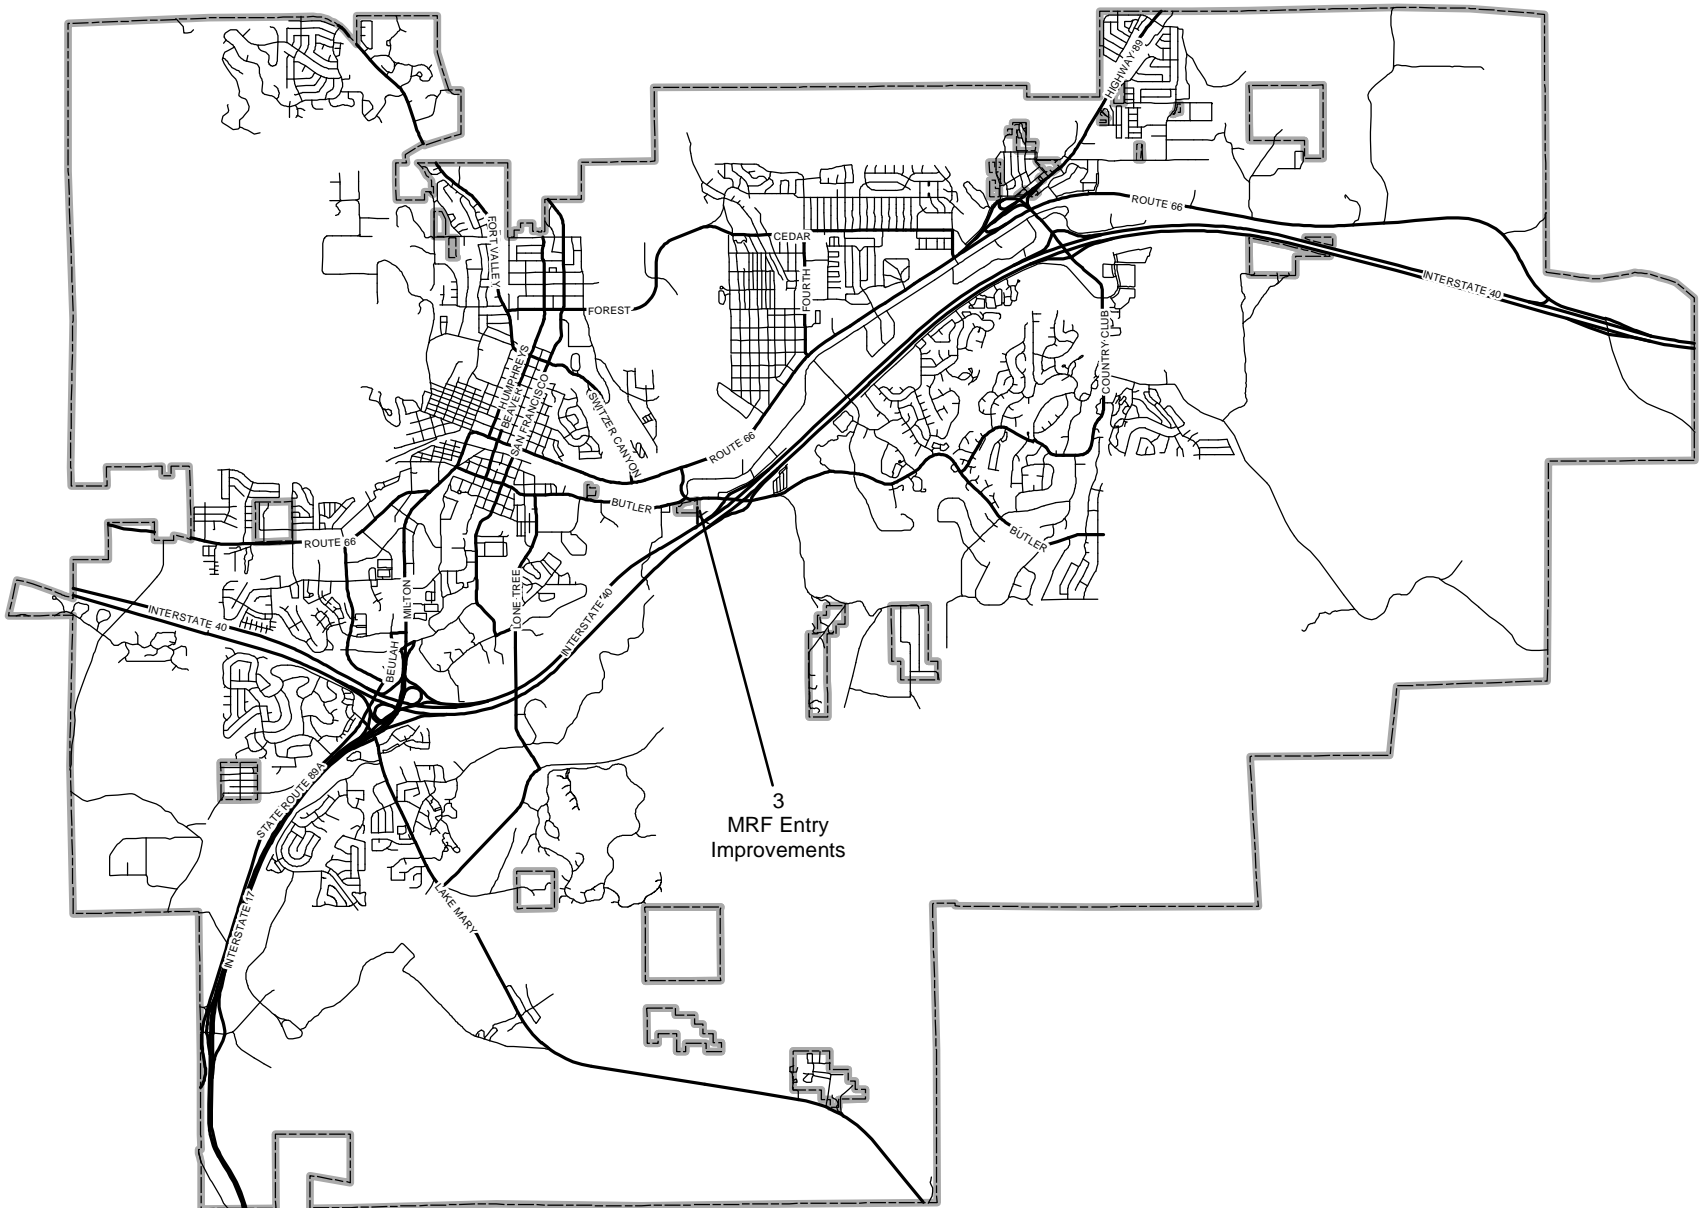 HIGHWAY 89
ROUTE 66
FORT VALLEY
CEDAR
FOURTH
INTERSTATE 40
FOREST
COUNTRY CLUB
HUMPHREYS
BEAVER
SAN FRANCISCO
SWITZER CANYON
ROUTE 66
BUTLER
BUTLER
ROUTE 66
MILTON
LONE TREE
INTERSTATE 40
INTERSTATE 40
BEULAH
STATE ROUTE 89A
3
MRF Entry
Improvements
LAKE MARY
INTERSTATE 17